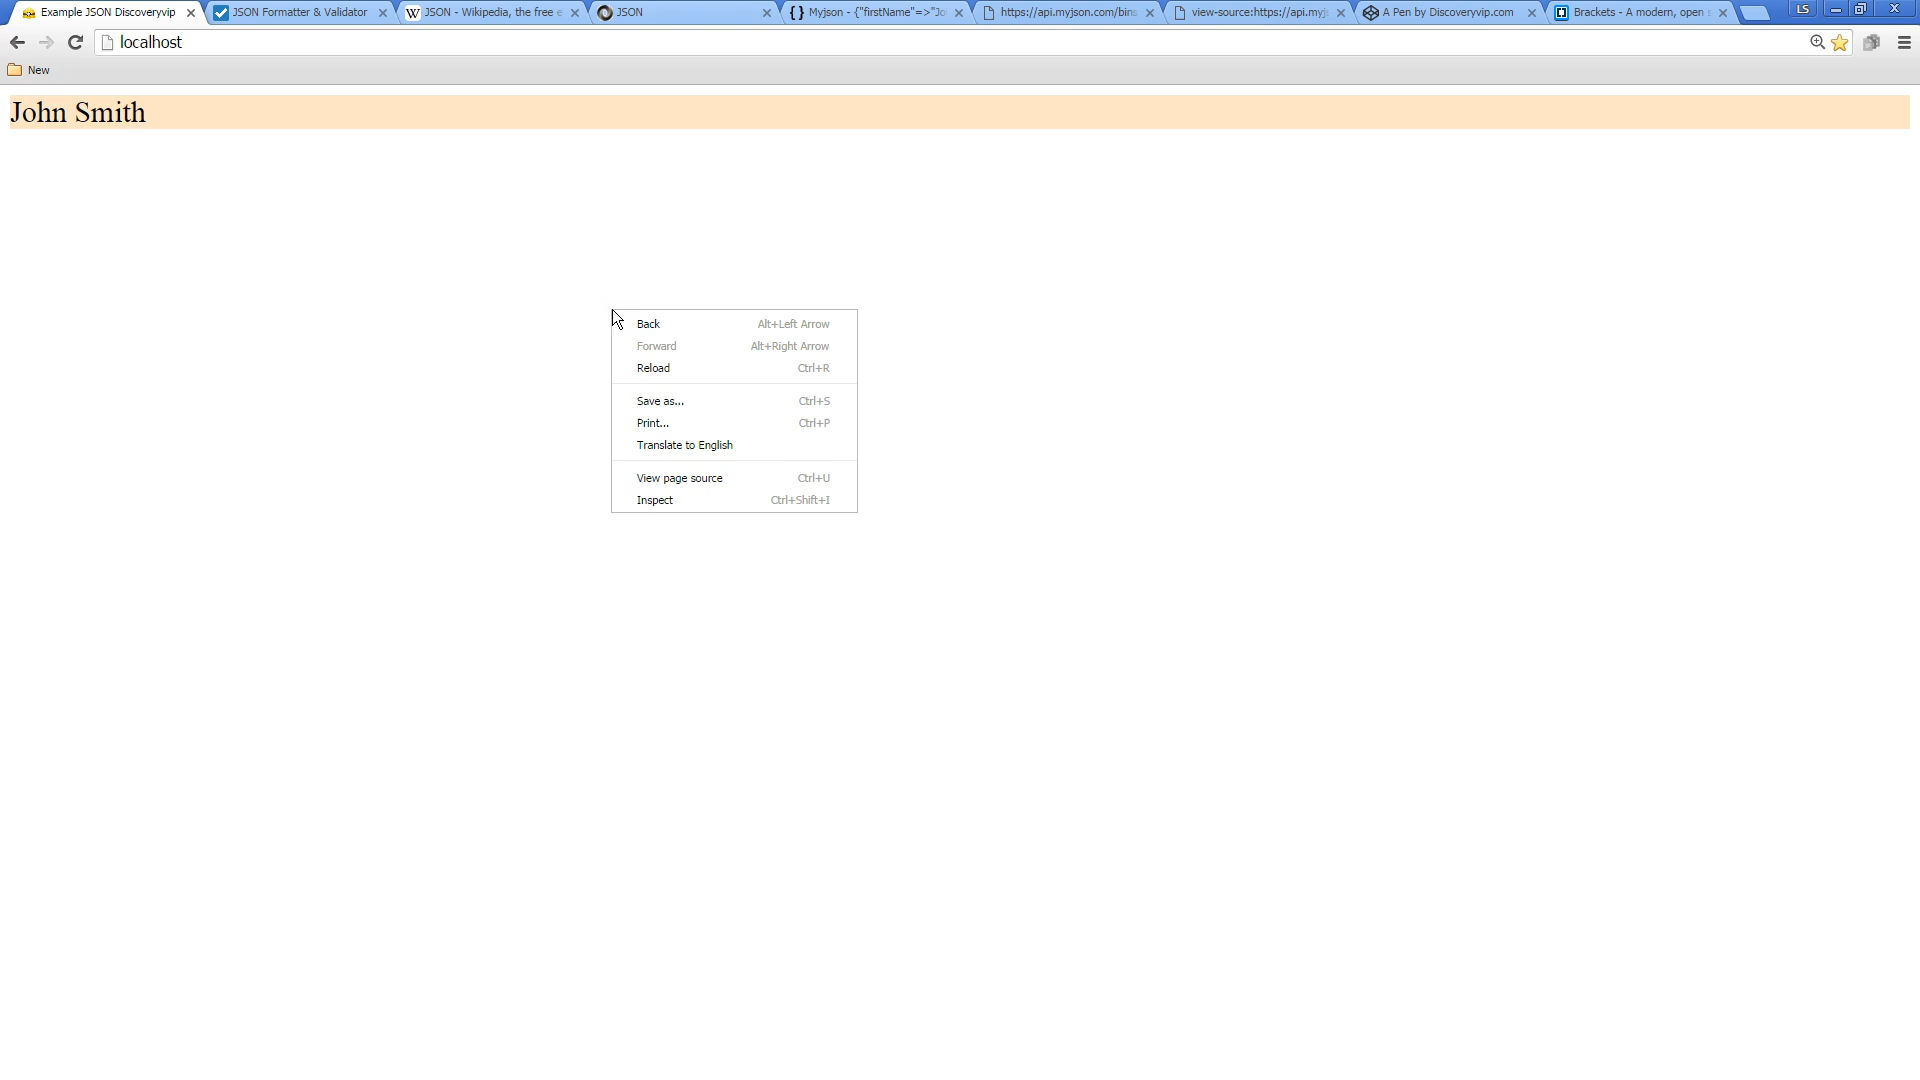 Example JSON Discoveryvip JSON Formatter & Validator JSON - Wikipedia, the free e JSON Myjson - {"firstName"=>"Jo https://api.myjson.com/bins view-source:https://api.myj A Pen by Discoveryvip.com Brackets - A modern, open s LS
localhost
New
John Smith
Back Alt+Left Arrow
Forward Alt+Right Arrow
Reload Ctrl+R
Save as... Ctrl+S
Print... Ctrl+P
Translate to English
View page source Ctrl+U
Inspect Ctrl+Shift+I